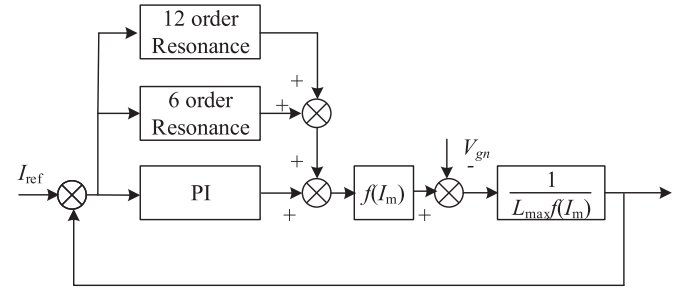 12 order
Resonance
+
6 order
Resonance
+
+
I_ref
PI
+
f(I_m)
+
V_gn
-
1
L_max f(I_m)